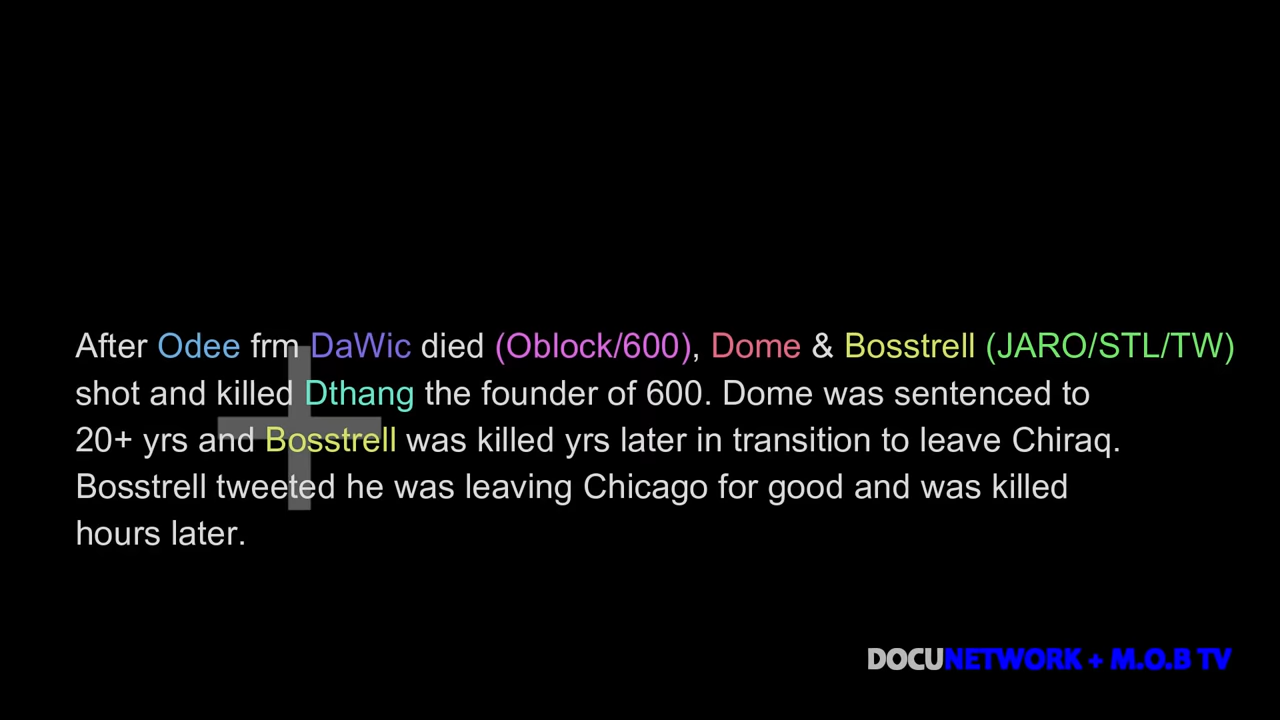 After Odee frm DaWic died (Oblock/600), Dome & Bosstrell (JARO/STL/TW)
shot and killed Dthang the founder of 600. Dome was sentenced to
20+ yrs and Bosstrell was killed yrs later in transition to leave Chiraq.
Bosstrell tweeted he was leaving Chicago for good and was killed
hours later.
DOCUNETWORK + M.O.B TV